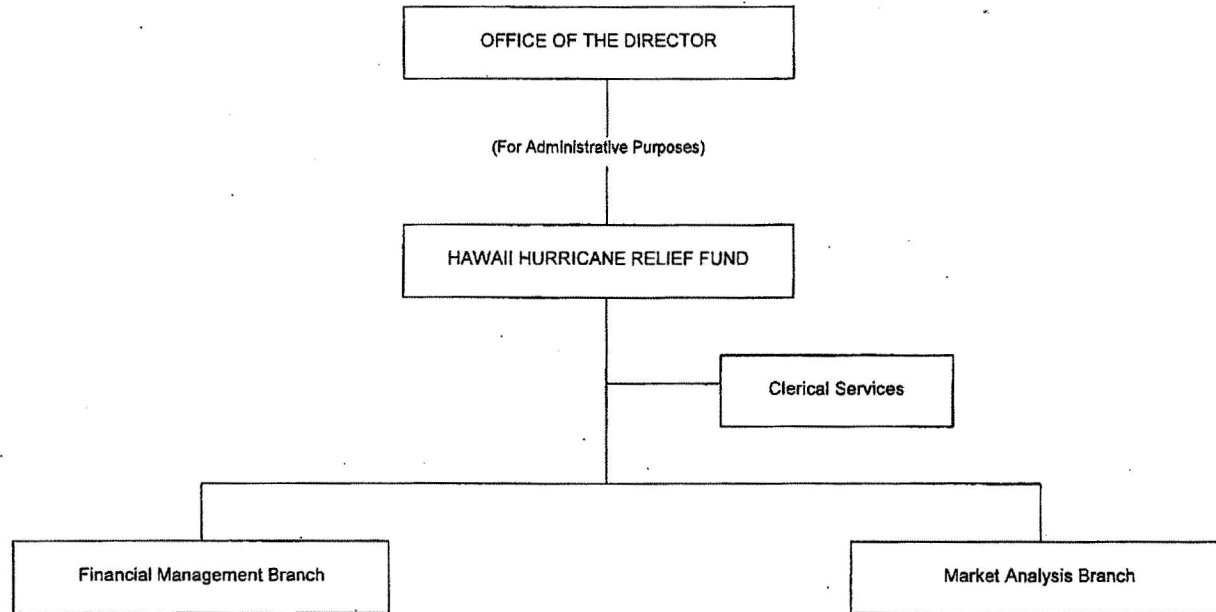 OFFICE OF THE DIRECTOR
(For Administrative Purposes)
HAWAII HURRICANE RELIEF FUND
Clerical Services
Financial Management Branch
Market Analysis Branch